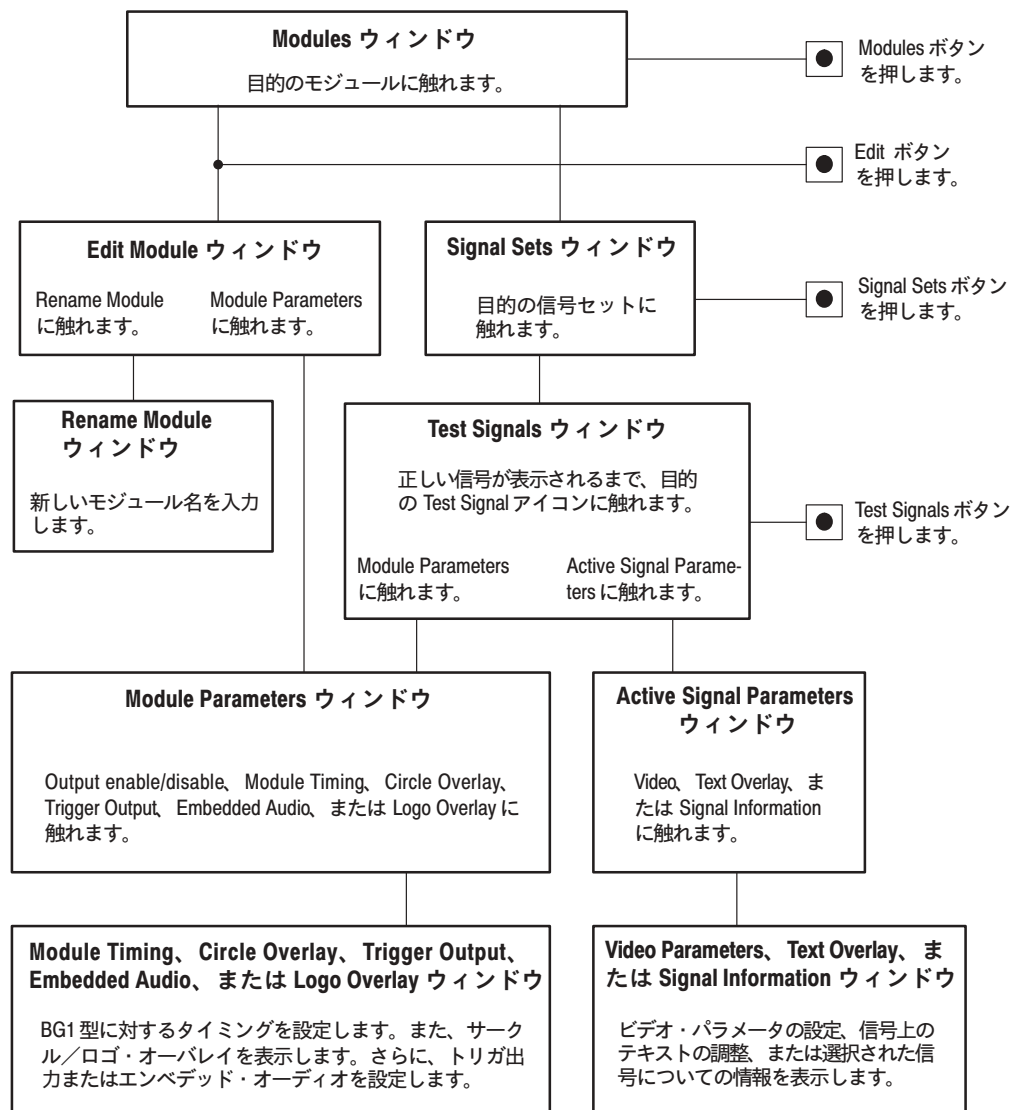 Modules ウィンドウ
目的のモジュールに触れます。
Modules ボタン
を押します。
Edit ボタン
を押します。
Edit Module ウィンドウ
Rename Module
に触れます。
Module Parameters
に触れます。
Signal Sets ウィンドウ
目的の信号セットに
触れます。
Signal Sets ボタン
を押します。
Rename Module
ウィンドウ
新しいモジュール名を入力
します。
Test Signals ウィンドウ
正しい信号が表示されるまで、目的
の Test Signal アイコンに触れます。
Module Parameters
に触れます。
Active Signal Parame-
ters に触れます。
Test Signals ボタン
を押します。
Module Parameters ウィンドウ
Output enable/disable、Module Timing、Circle Overlay、
Trigger Output、Embedded Audio、または Logo Overlay に
触れます。
Active Signal Parameters
ウィンドウ
Video、Text Overlay、ま
たは Signal Information
に触れます。
Module Timing、Circle Overlay、Trigger Output、
Embedded Audio、または Logo Overlay ウィンドウ
BG1 型に対するタイミングを設定します。また、サーク
ル／ロゴ・オーバレイを表示します。さらに、トリガ出
力またはエンベデッド・オーディオを設定します。
Video Parameters、Text Overlay、ま
たは Signal Information ウィンドウ
ビデオ・パラメータの設定、信号上の
テキストの調整、または選択された信
号についての情報を表示します。